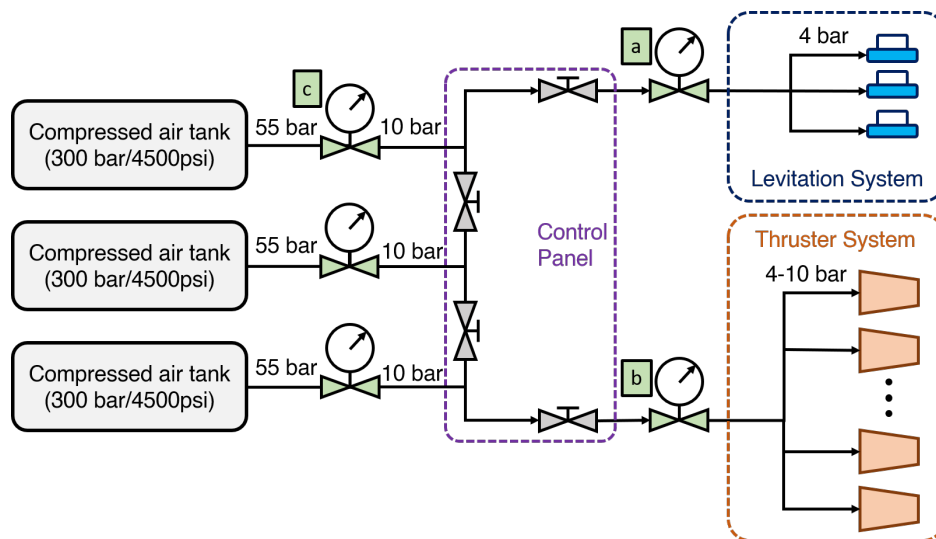 a
4 bar
c
55 bar
10 bar
Compressed air tank
(300 bar/4500psi)
Levitation System
Control
Panel
Thruster System
55 bar
10 bar
Compressed air tank
(300 bar/4500psi)
4-10 bar
55 bar
10 bar
Compressed air tank
(300 bar/4500psi)
b